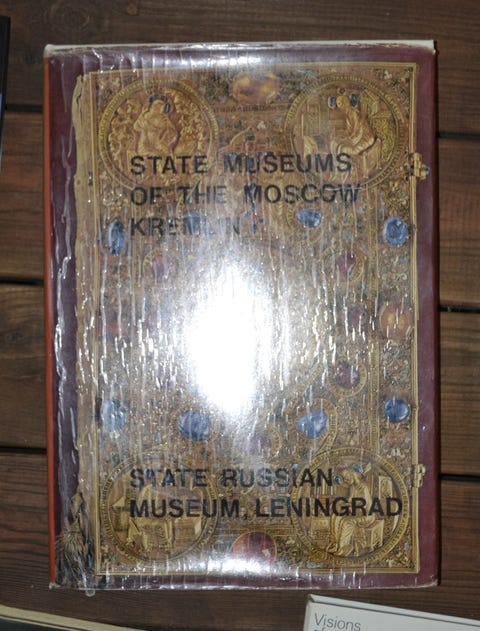 STATE MUSEUMS
OF THE MOSCOW
KREMLIN
STATE RUSSIAN
MUSEUM, LENINGRAD
Visions